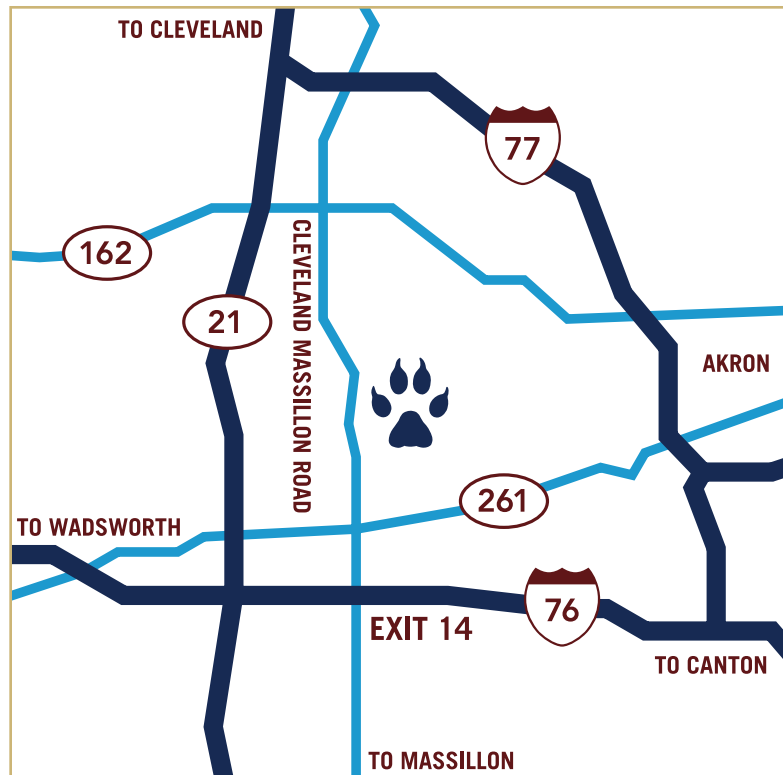 TO CLEVELAND
77
162
CLEVELAND MASSILLON ROAD
21
AKRON
261
TO WADSWORTH
76
EXIT 14
TO CANTON
TO MASSILLON